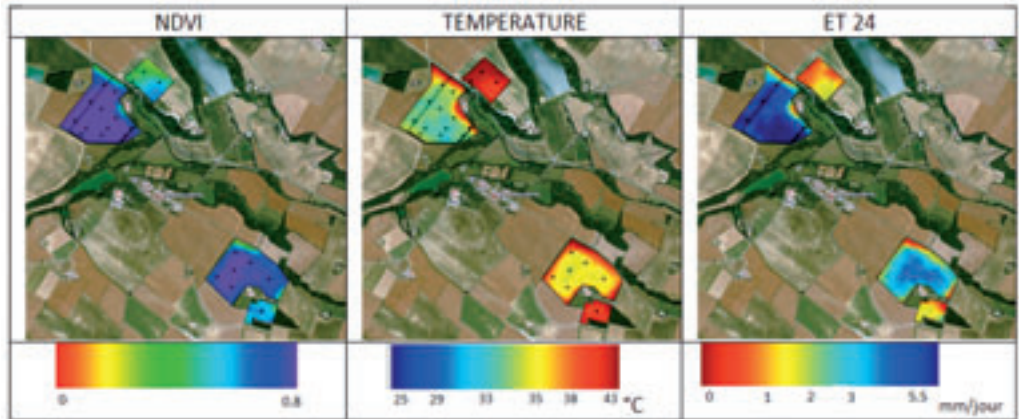 NDVI
TEMPERATURE
ET 24
0 0.8
25 29 33 35 38 43 °C
0 1 2 3 5.5 mm/jour